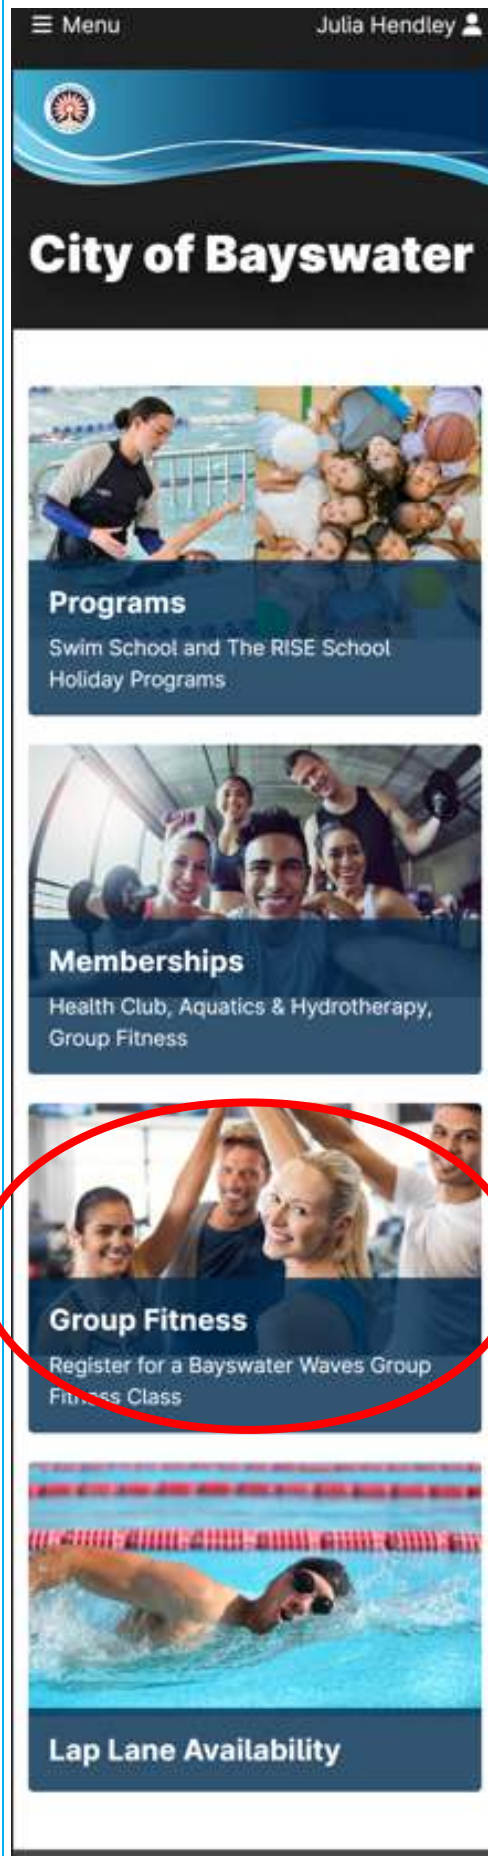 ☰ Menu
Julia Hendley
City of Bayswater
Programs
Swim School and The RISE School
Holiday Programs
Memberships
Health Club, Aquatics & Hydrotherapy,
Group Fitness
Group Fitness
Register for a Bayswater Waves Group
Fitness Class
Lap Lane Availability